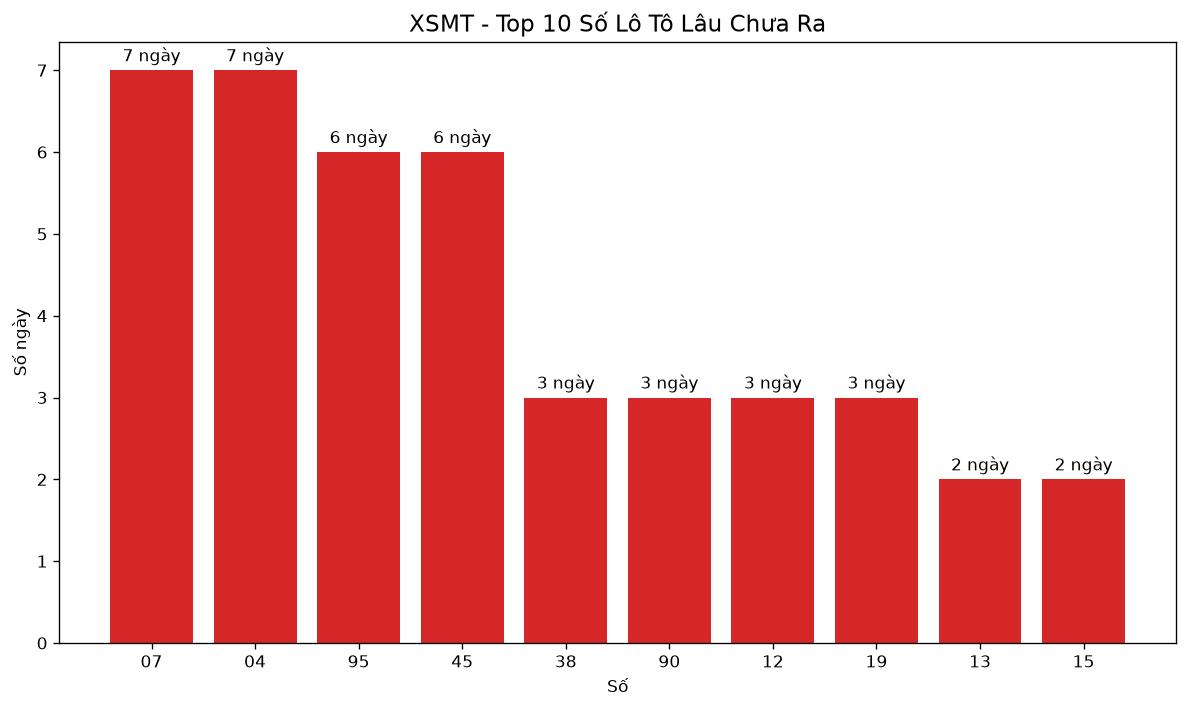 XSMT - Top 10 Số Lô Tô Lâu Chưa Ra
7 ngày 7 ngày
6 ngày 6 ngày
3 ngày 3 ngày 3 ngày 3 ngày
2 ngày 2 ngày
Số ngày
7
6
5
4
3
2
1
0
07 04 95 45 38 90 12 19 13 15
Số